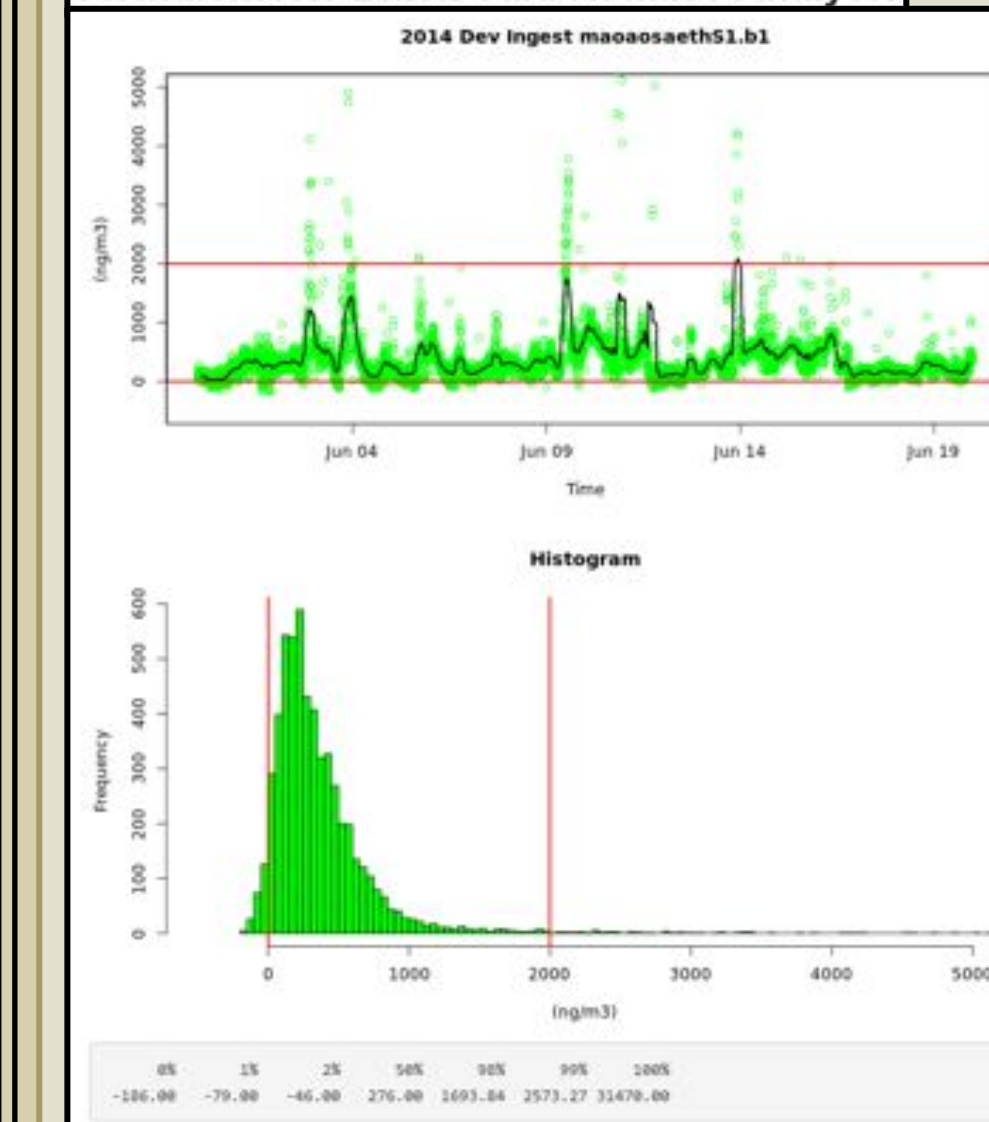 2014 Dev Ingest maoaosaethS1.b1
5000
4000
3000
2000
1000
0
(ng/m3)
Jun 04 Jun 09 Jun 14 Jun 19
Time
Histogram
600
500
400
300
200
100
0
Frequency
0 1000 2000 3000 4000 5000
(ng/m3)
0% 1% 2% 50% 98% 99% 100%
-186.00 -79.00 -46.00 276.00 1693.84 2573.27 31470.00